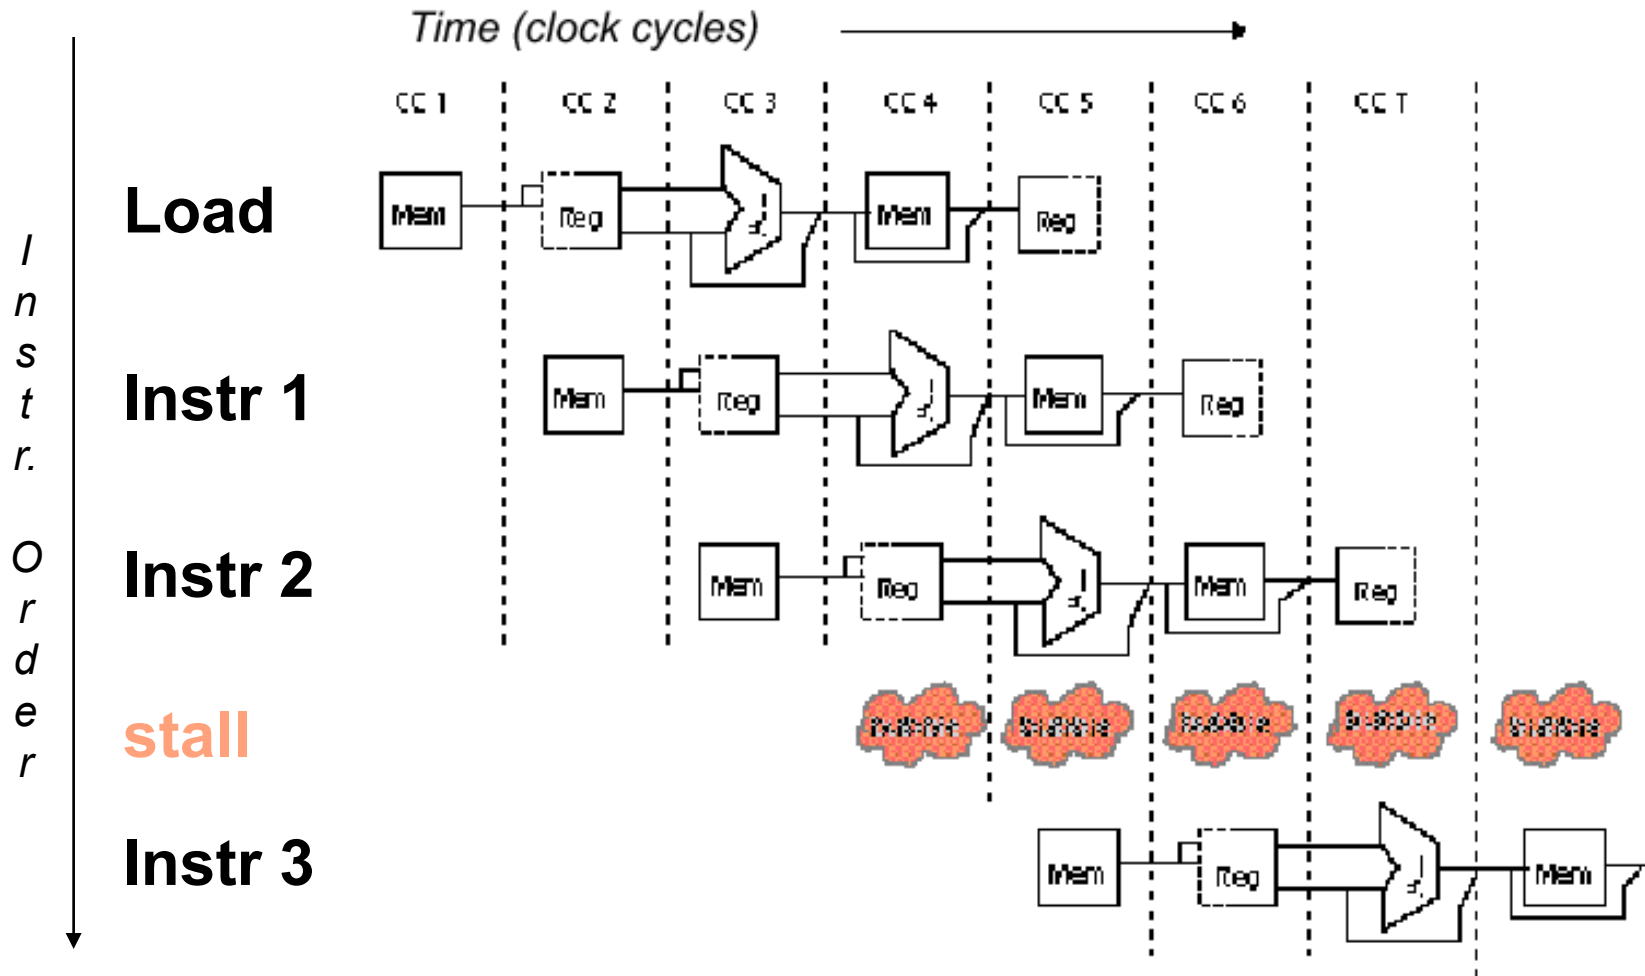 Time (clock cycles)
CC 1 CC 2 CC 3 CC 4 CC 5 CC 6 CC 7
Load Mem Reg Mem Reg
Instr 1 Mem Reg Mem Reg
Instr 2 Mem Reg Mem Reg
stall
Instr 3 Mem Reg Mem
Instr. Order